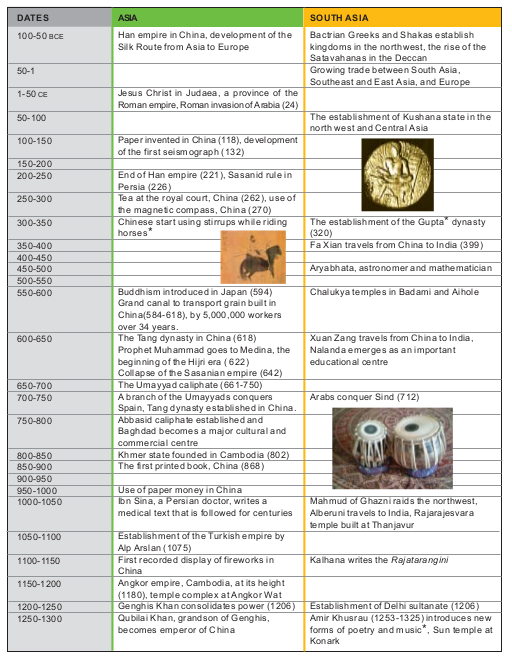 DATES ASIA SOUTH ASIA
100-50 BCE Han empire in China, development of the Bactrian Greeks and Shakas establish
Silk Route from Asia to Europe kingdoms in the northwest, the rise of the
Satavahanas in the Deccan
50-1 Growing trade between South Asia,
Southeast and East Asia, and Europe
1-50 CE Jesus Christ in Judaea, a province of the
Roman empire, Roman invasion of Arabia (24)
50-100 The establishment of Kushana state in the
north west and Central Asia
100-150 Paper invented in China (118), development
of the first seismograph (132)
150-200
200-250 End of Han empire (221), Sasanid rule in
Persia (226)
250-300 Tea at the royal court, China (262), use of
the magnetic compass, China (270)
300-350 Chinese start using stirrups while riding The establishment of the Gupta* dynasty
horses* (320)
350-400 Fa Xian travels from China to India (399)
400-450
450-500 Aryabhata, astronomer and mathematician
500-550
550-600 Buddhism introduced in Japan (594) Chalukya temples in Badami and Aihole
Grand canal to transport grain built in
China(584-618), by 5,000,000 workers
over 34 years.
600-650 The Tang dynasty in China (618) Xuan Zang travels from China to India,
Prophet Muhammad goes to Medina, the Nalanda emerges as an important
beginning of the Hijri era ( 622) educational centre
Collapse of the Sasanian empire (642)
650-700 The Umayyad caliphate (661-750)
700-750 A branch of the Umayyads conquers Arabs conquer Sind (712)
Spain, Tang dynasty established in China.
750-800 Abbasid caliphate established and
Baghdad becomes a major cultural and
commercial centre
800-850 Khmer state founded in Cambodia (802)
850-900 The first printed book, China (868)
900-950
950-1000 Use of paper money in China
1000-1050 Ibn Sina, a Persian doctor, writes a Mahmud of Ghazni raids the northwest,
medical text that is followed for centuries Alberuni travels to India, Rajarajesvara
temple built at Thanjavur
1050-1100 Establishment of the Turkish empire by
Alp Arslan (1075)
1100-1150 First recorded display of fireworks in Kalhana writes the Rajatarangini
China
1150-1200 Angkor empire, Cambodia, at its height
(1180), temple complex at Angkor Wat
1200-1250 Genghis Khan consolidates power (1206) Establishment of Delhi sultanate (1206)
1250-1300 Qubilai Khan, grandson of Genghis, Amir Khusrau (1253-1325) introduces new
becomes emperor of China forms of poetry and music*, Sun temple at
Konark